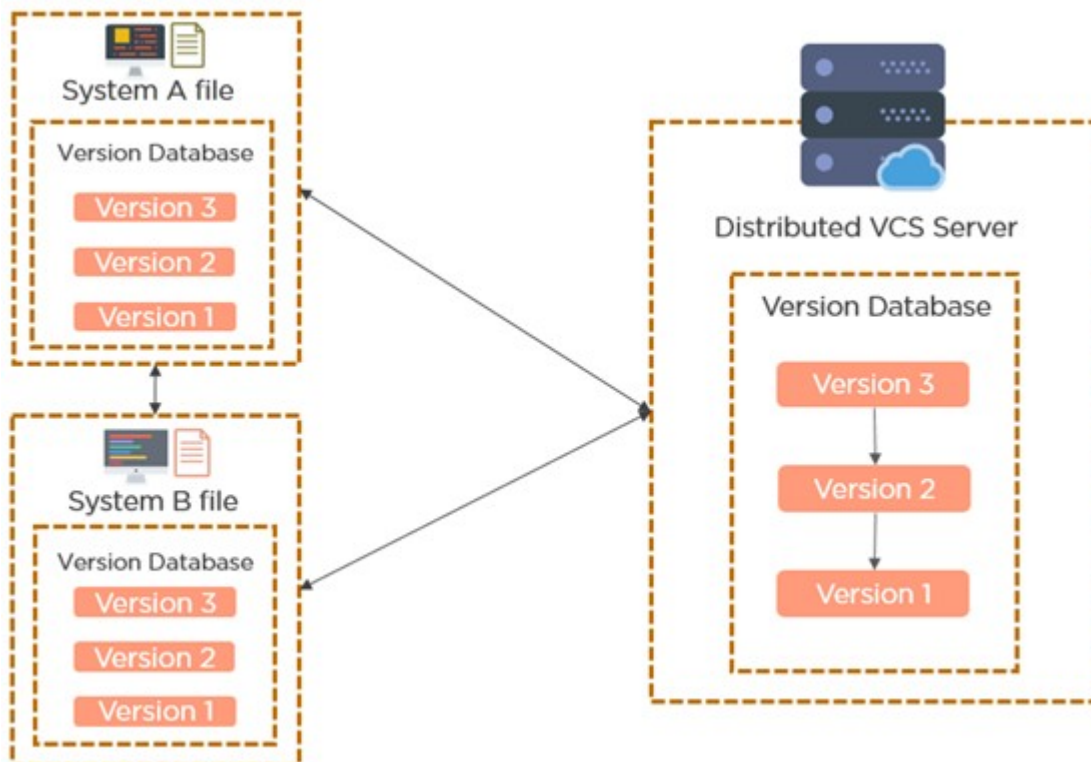 System A file
Version Database
Version 3
Version 2
Version 1
System B file
Version Database
Version 3
Version 2
Version 1
Distributed VCS Server
Version Database
Version 3
Version 2
Version 1